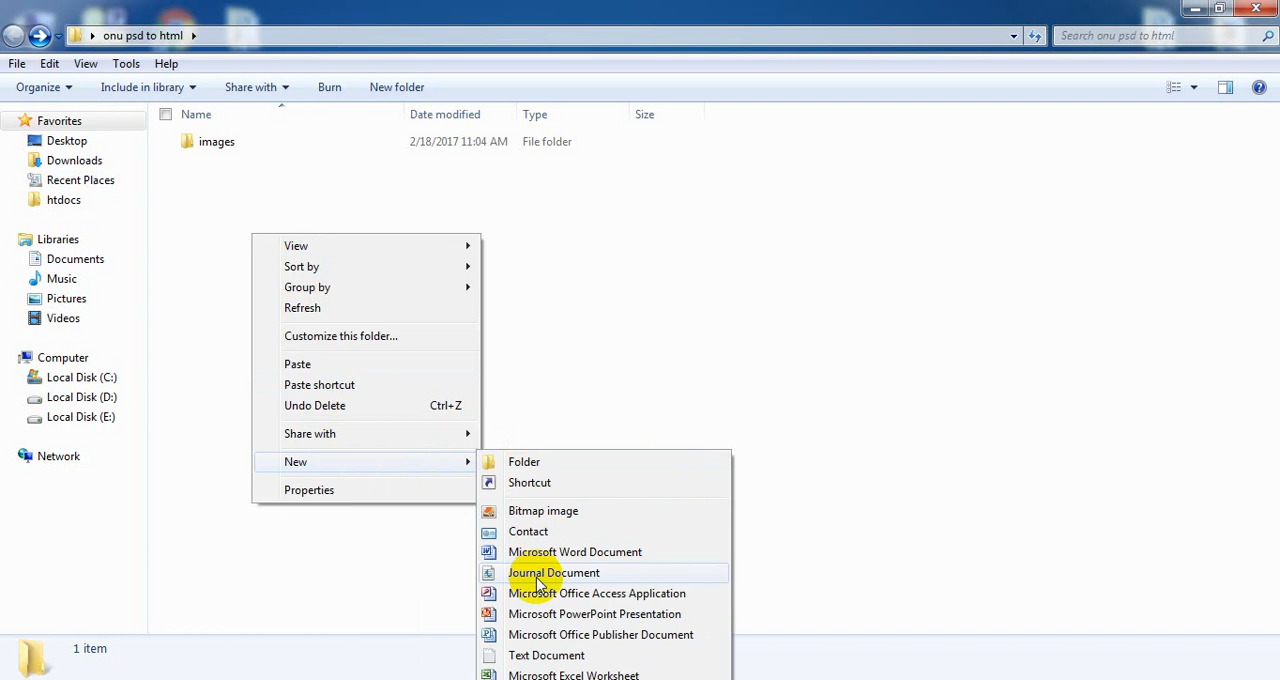 onu psd to html
Search onu psd to html
File Edit View Tools Help
Organize Include in library Share with Burn New folder
Name Date modified Type Size
images 2/18/2017 11:04 AM File folder
Favorites
Desktop
Downloads
Recent Places
htdocs
Libraries
Documents
Music
Pictures
Videos
Computer
Local Disk (C:)
Local Disk (D:)
Local Disk (E:)
Network
View
Sort by
Group by
Refresh
Customize this folder...
Paste
Paste shortcut
Undo Delete Ctrl+Z
Share with
New
Properties
Folder
Shortcut
Bitmap image
Contact
Microsoft Word Document
Journal Document
Microsoft Office Access Application
Microsoft PowerPoint Presentation
Microsoft Office Publisher Document
Text Document
Microsoft Excel Worksheet
1 item